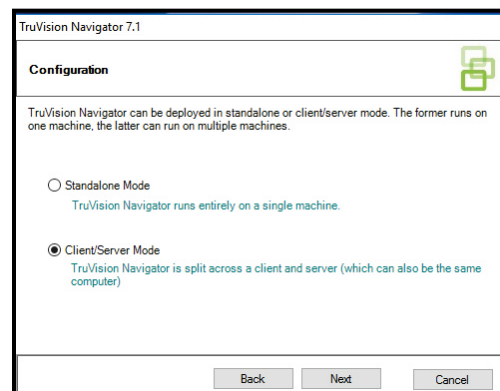 TruVision Navigator 7.1
Configuration
TruVision Navigator can be deployed in standalone or client/server mode. The former runs on
one machine, the latter can run on multiple machines.
Standalone Mode
TruVision Navigator runs entirely on a single machine.
Client/Server Mode
TruVision Navigator is split across a client and server (which can also be the same
computer)
Back Next Cancel